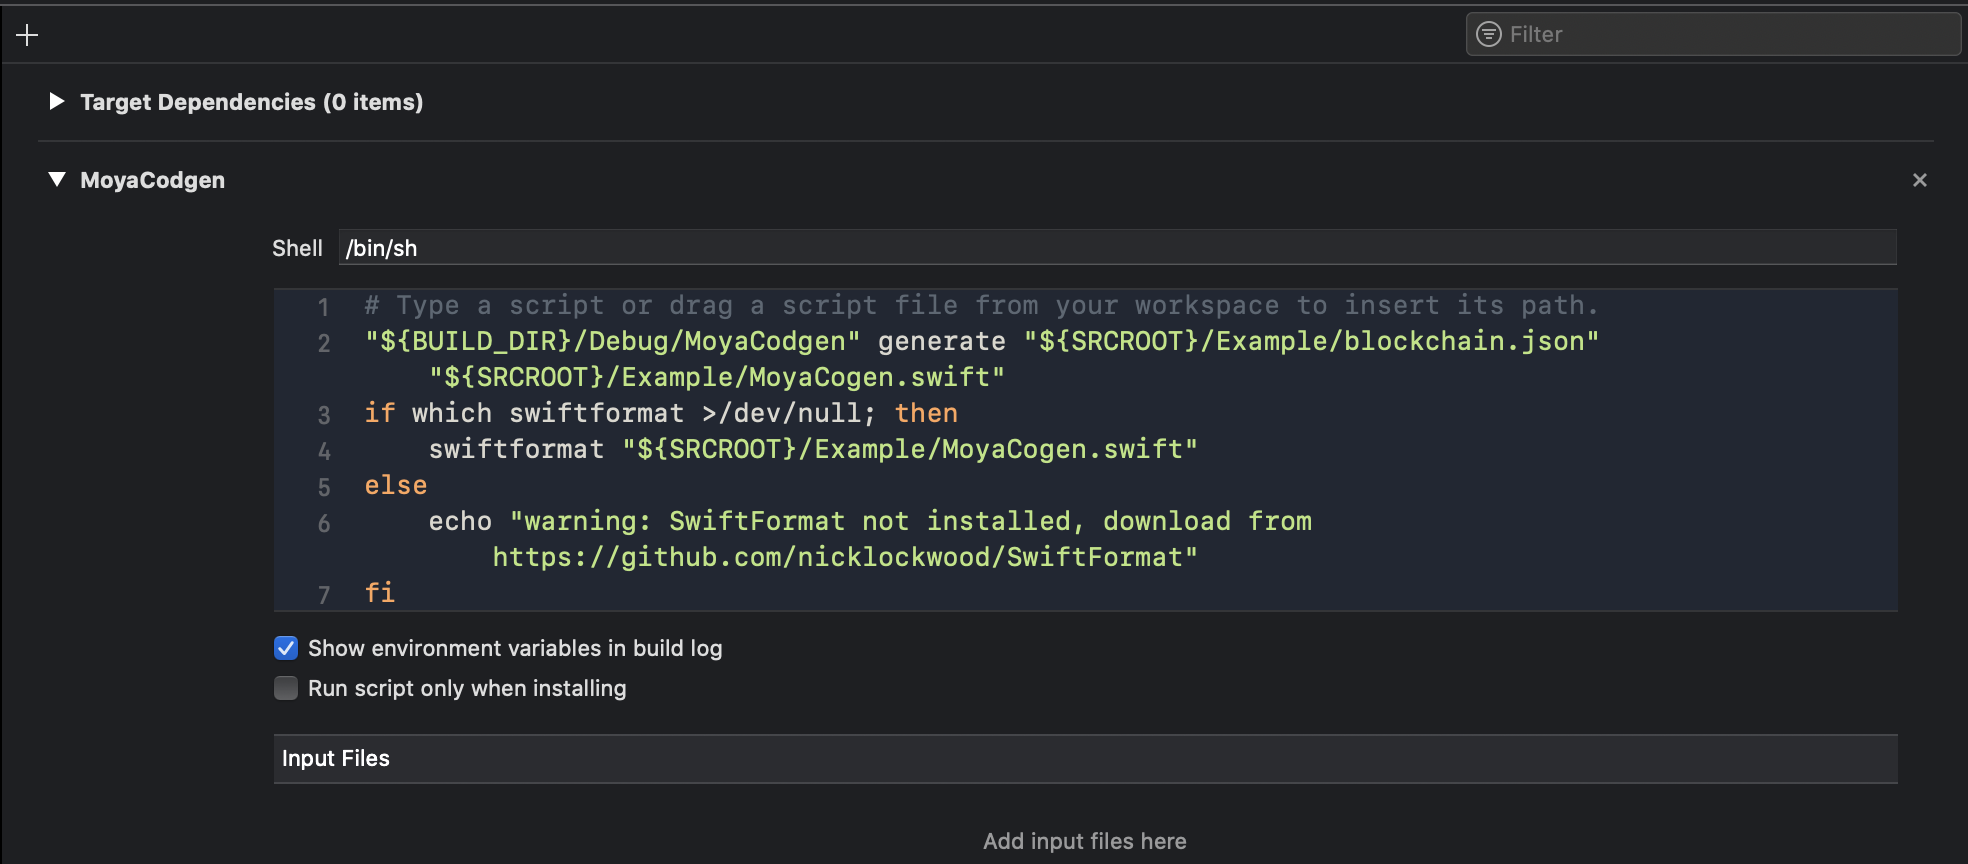 Filter
Target Dependencies (0 items)
MoyaCodgen
Shell /bin/sh
1 # Type a script or drag a script file from your workspace to insert its path.
2 "${BUILD_DIR}/Debug/MoyaCodgen" generate "${SRCROOT}/Example/blockchain.json"
"${SRCROOT}/Example/MoyaCogen.swift"
3 if which swiftformat >/dev/null; then
4 swiftformat "${SRCROOT}/Example/MoyaCogen.swift"
5 else
6 echo "warning: SwiftFormat not installed, download from
https://github.com/nicklockwood/SwiftFormat"
7 fi
Show environment variables in build log
Run script only when installing
Input Files
Add input files here